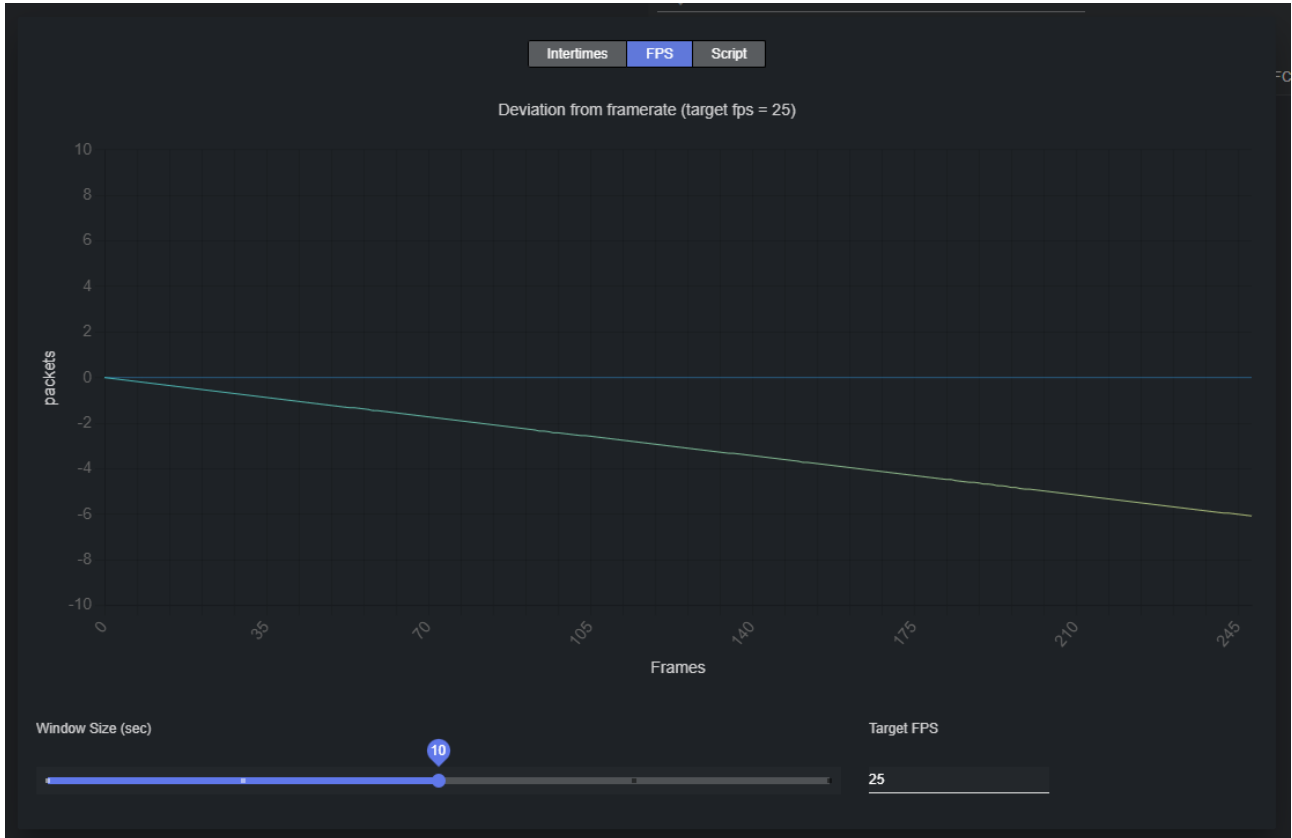 Intertimes FPS Script
FC
Deviation from framerate (target fps = 25)
10
8
6
4
2
0
-2
-4
-6
-8
-10
packets
0 35 70 105 140 175 210 245
Frames
Window Size (sec)
Target FPS
10
25